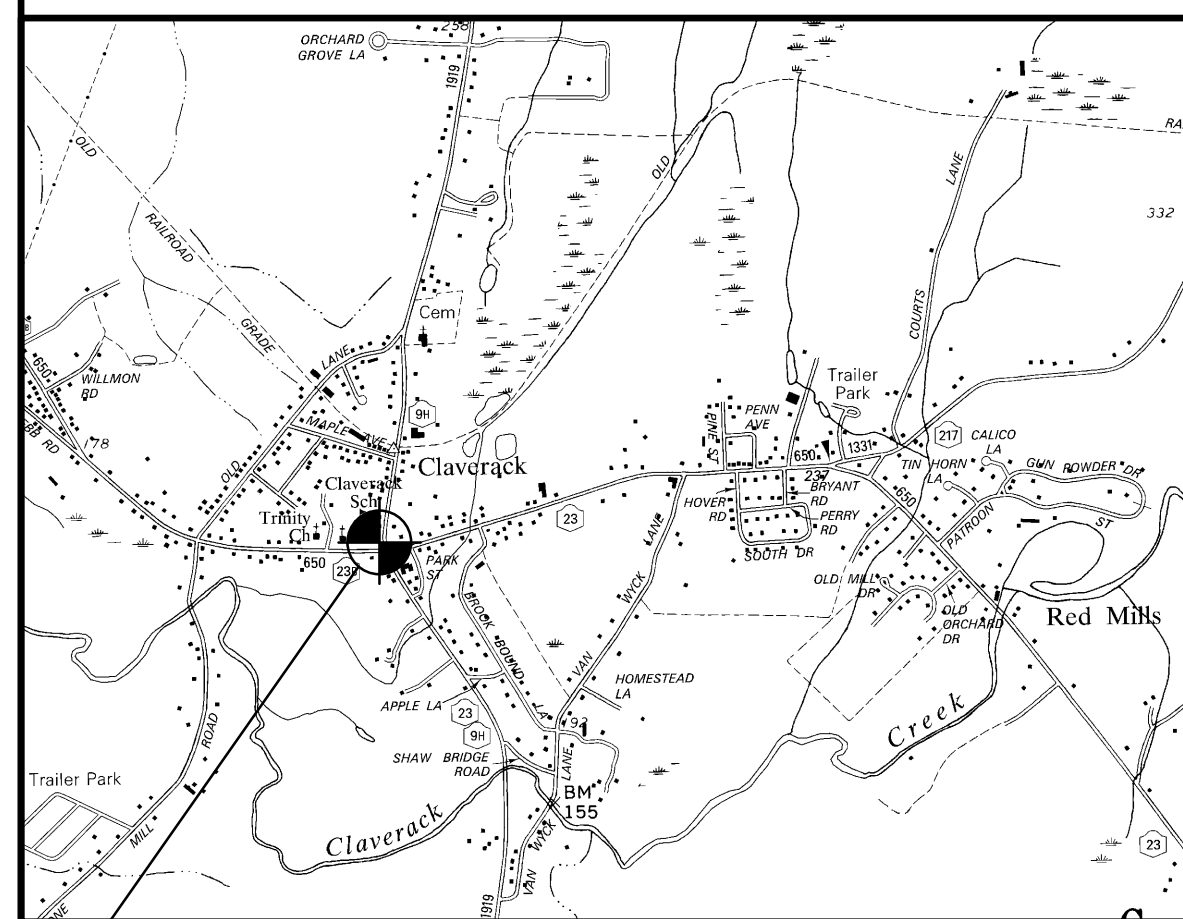 258
ORCHARD
GROVE LA
1919
OLD
RAILROAD
GRADE
OLD
LANE
COURTS
332
Cem
650
WILLMON
RD
178
BB RD
OLD
LANE
MAPLE AVE
9H
Claverack
Claverack
Sch
Trinity
Ch
650
23B
PARK
ST
23
PINE ST
PENN
AVE
Trailer
Park
650
1331
237
217
CALICO
LA
TIN HORN
LA
GUN POWDER DR
BRYANT
RD
HOVER
RD
PERRY
RD
SOUTH DR
650
PATROON
ST
OLD MILL
DR
OLD
ORCHARD
DR
Red Mills
BROOK BOUND LA
VAN WYCK LANE
HOMESTEAD
LA
192
APPLE LA
23
9H
SHAW BRIDGE
ROAD
LANE
WYCK
VAN
BM
155
Claverack
Creek
Trailer Park
MILL
ROAD
1919
23